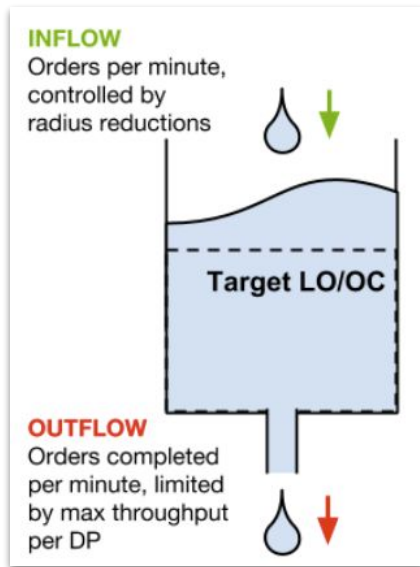 INFLOW
Orders per minute,
controlled by
radius reductions
Target LO/OC
OUTFLOW
Orders completed
per minute, limited
by max throughput
per DP